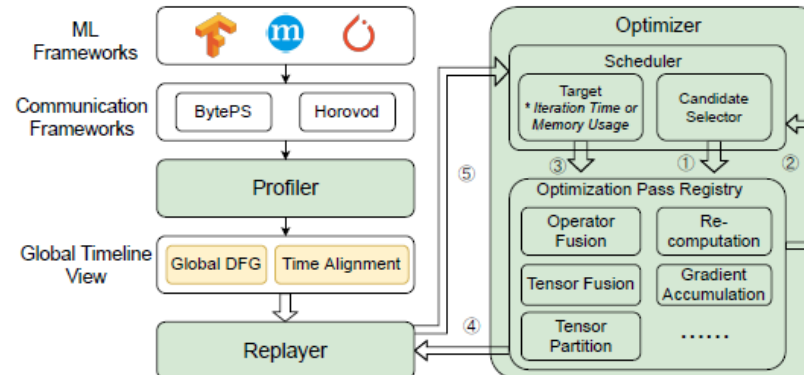 ML
Frameworks
m
Communication
Frameworks
BytePS
Horovod
Profiler
Global Timeline
View
Global DFG
Time Alignment
Replayer
Optimizer
Scheduler
Target
* Iteration Time or
Memory Usage
Candidate
Selector
③
①
②
⑤
④
Optimization Pass Registry
Operator
Fusion
Re-
computation
Tensor Fusion
Gradient
Accumulation
Tensor
Partition
······